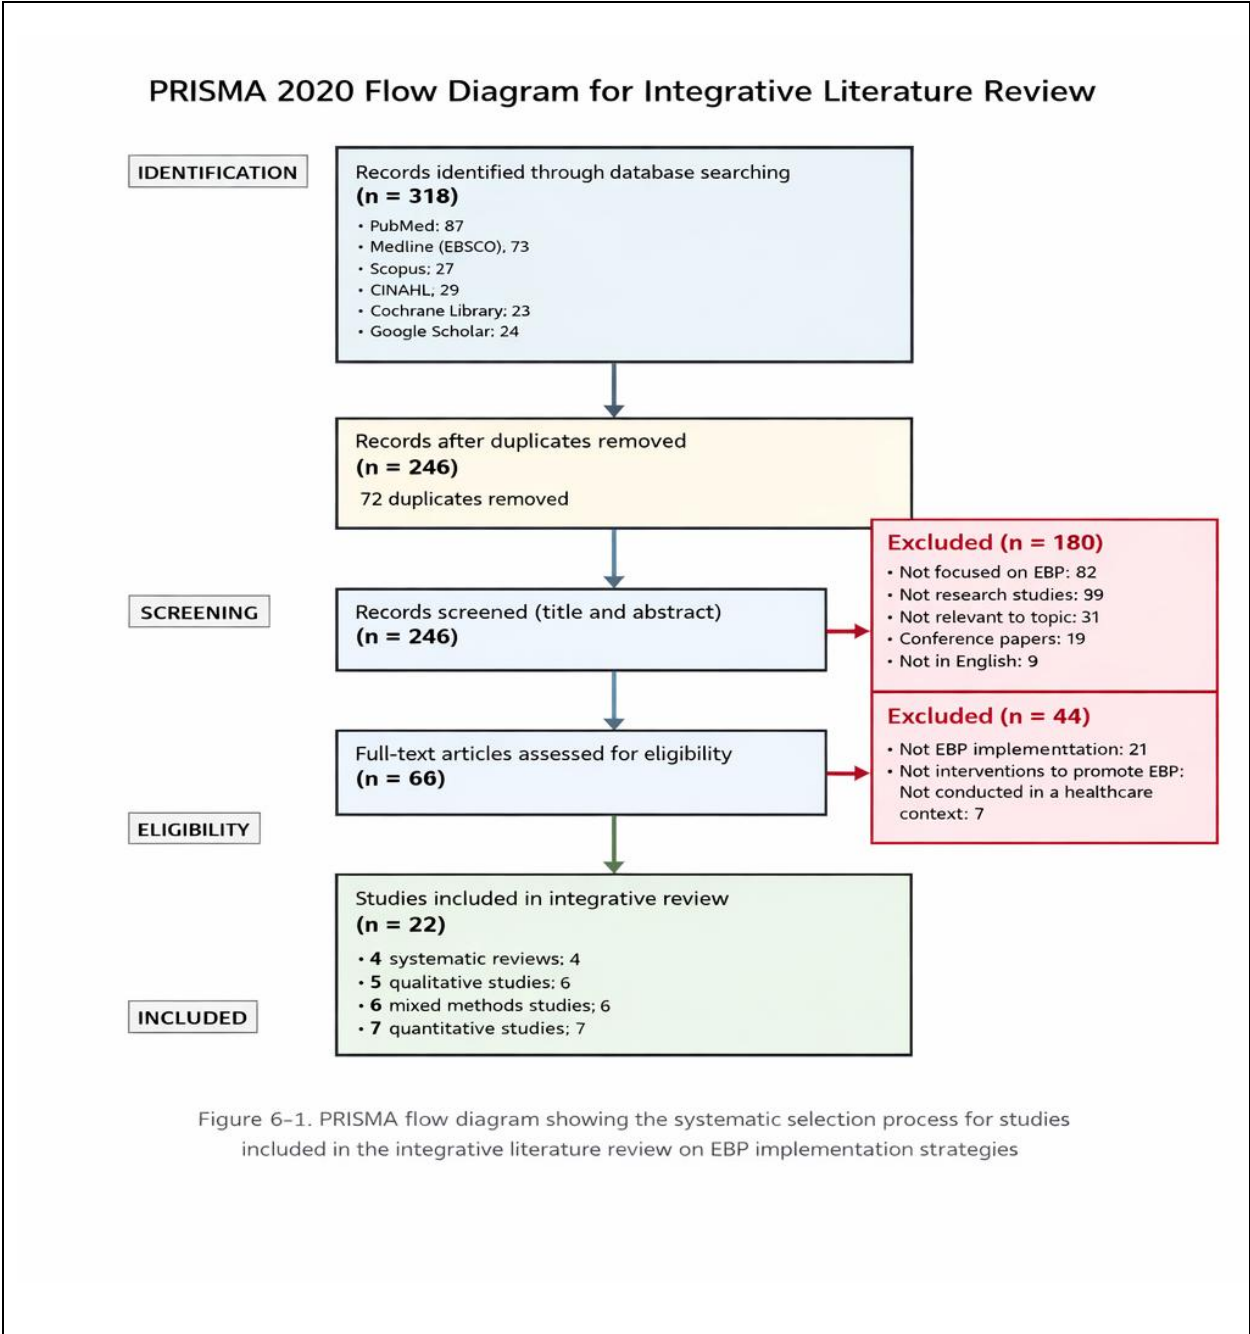 PRISMA 2020 Flow Diagram for Integrative Literature Review
IDENTIFICATION
Records identified through database searching
(n = 318)
• PubMed: 87
• Medline (EBSCO), 73
• Scopus; 27
• CINAHL; 29
• Cochrane Library; 23
• Google Scholar: 24
Records after duplicates removed
(n = 246)
72 duplicates removed
SCREENING
Records screened (title and abstract)
(n = 246)
Excluded (n = 180)
• Not focused on EBP: 82
• Not research studies: 99
• Not relevant to topic: 31
• Conference papers: 19
• Not in English: 9
Full-text articles assessed for eligibility
(n = 66)
Excluded (n = 44)
• Not EBP implementtation: 21
• Not interventions to promote EBP:
Not conducted in a healthcare
context: 7
ELIGIBILITY
Studies included in integrative review
(n = 22)
• 4 systematic reviews; 4
• 5 qualitative studies; 6
• 6 mixed methods studies; 6
• 7 quantitative studies; 7
INCLUDED
Figure 6–1. PRISMA flow diagram showing the systematic selection process for studies
included in the integrative literature review on EBP implementation strategies